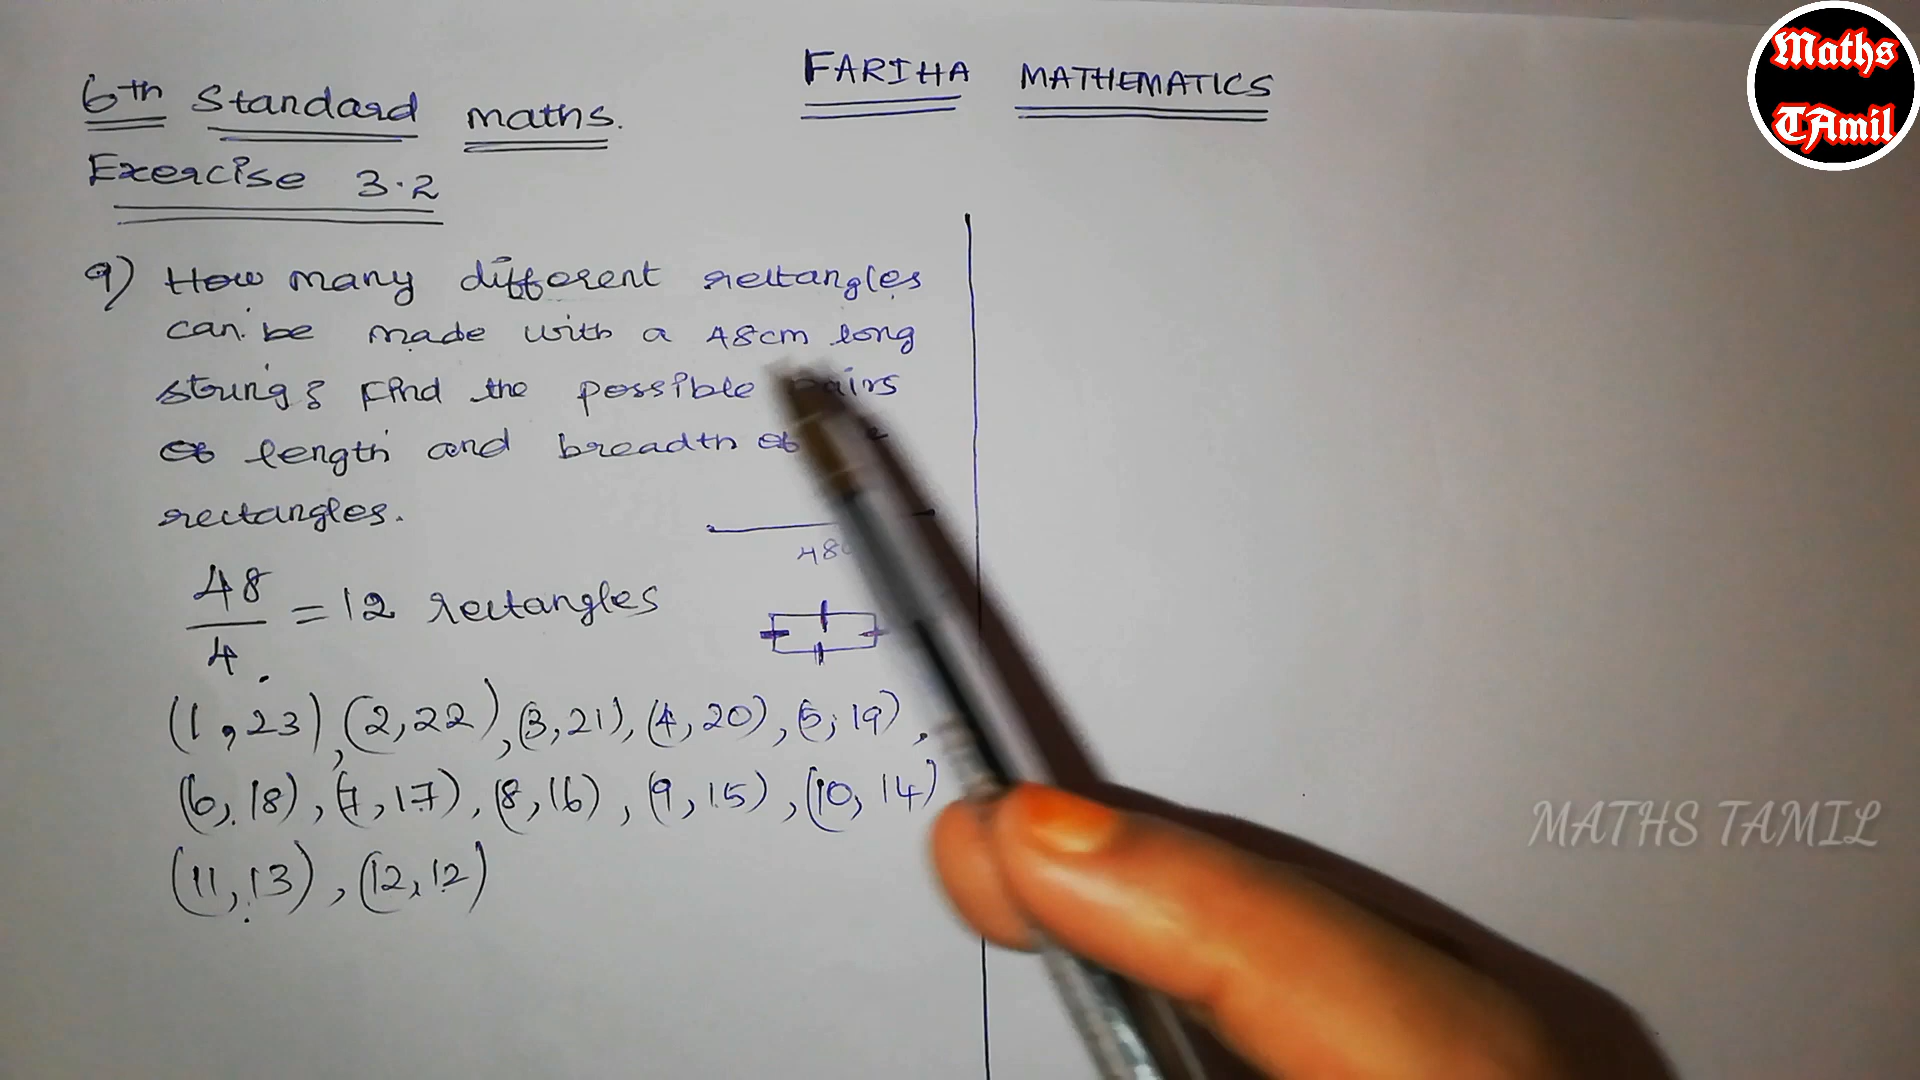 6th Standard maths.
FARIHA MATHEMATICS
Maths
TAmil
Exercise 3.2
9) How many different rectangles
can be made with a 48cm long
string? Find the possible pairs
of length and breadth of
rectangles.
48
48/4 = 12 rectangles
(1,23), (2,22), (3,21), (4,20), (5,19),
(6,18), (7,17), (8,16), (9,15), (10,14)
(11,13), (12,12)
MATHS TAMIL